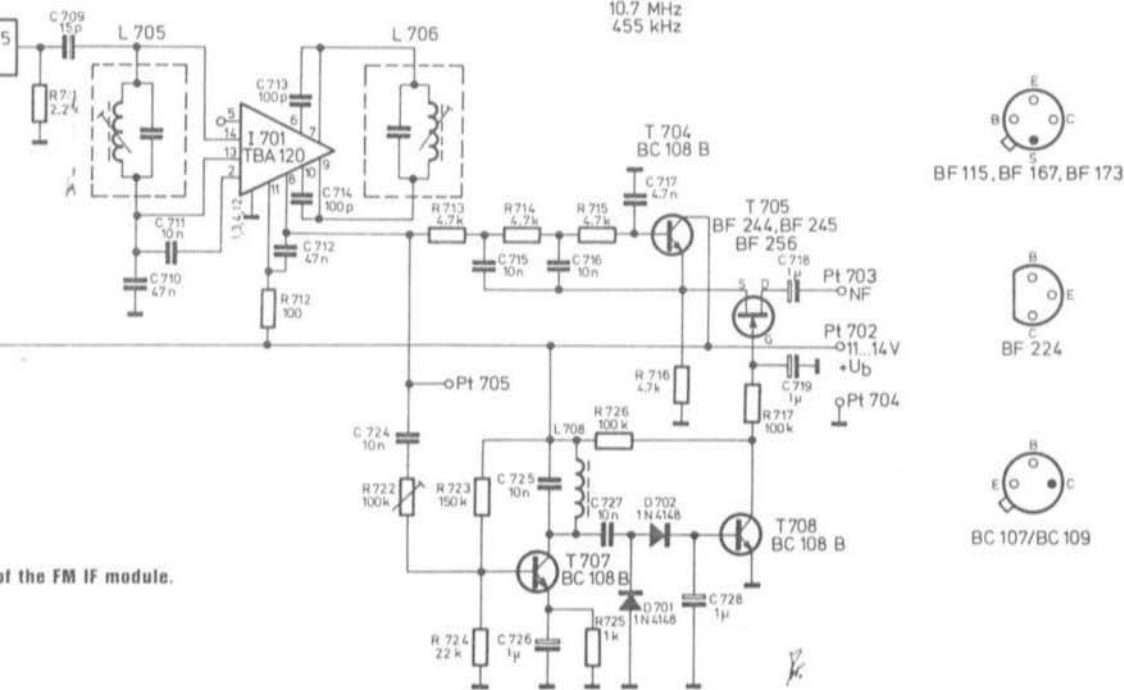 10.7 MHz
455 kHz
5
C 709
15p
L 705
L 706
2.2k
C 713
100p
5
14
13
2
I 701
TBA 120
6
7
9
10
8
11
1,3,4,12
C 714
100p
C 711
10n
C 710
47n
C 712
47n
R 712
100
R 713
4.7k
R 714
4.7k
R 715
4.7k
C 715
10n
C 716
10n
C 717
4.7n
T 704
BC 108 B
T 705
BF 244, BF 245
BF 256
S
D
G
C 718
1µ
Pt 703
NF
Pt 702
11...14V
+Ub
C 719
1µ
Pt 704
R 716
4.7k
R 717
100k
Pt 705
C 724
10n
R 722
100k
R 723
150k
C 725
10n
L 708
R 726
100k
C 727
10n
D 702
1N4148
T 708
BC 108 B
T 707
BC 108 B
R 724
22k
C 726
1µ
R 725
1k
D 701
1N4148
C 728
1µ
E
B
C
S
BF 115, BF 167, BF 173
B
E
C
BF 224
B
E
C
BC 107/BC 109
of the FM IF module.